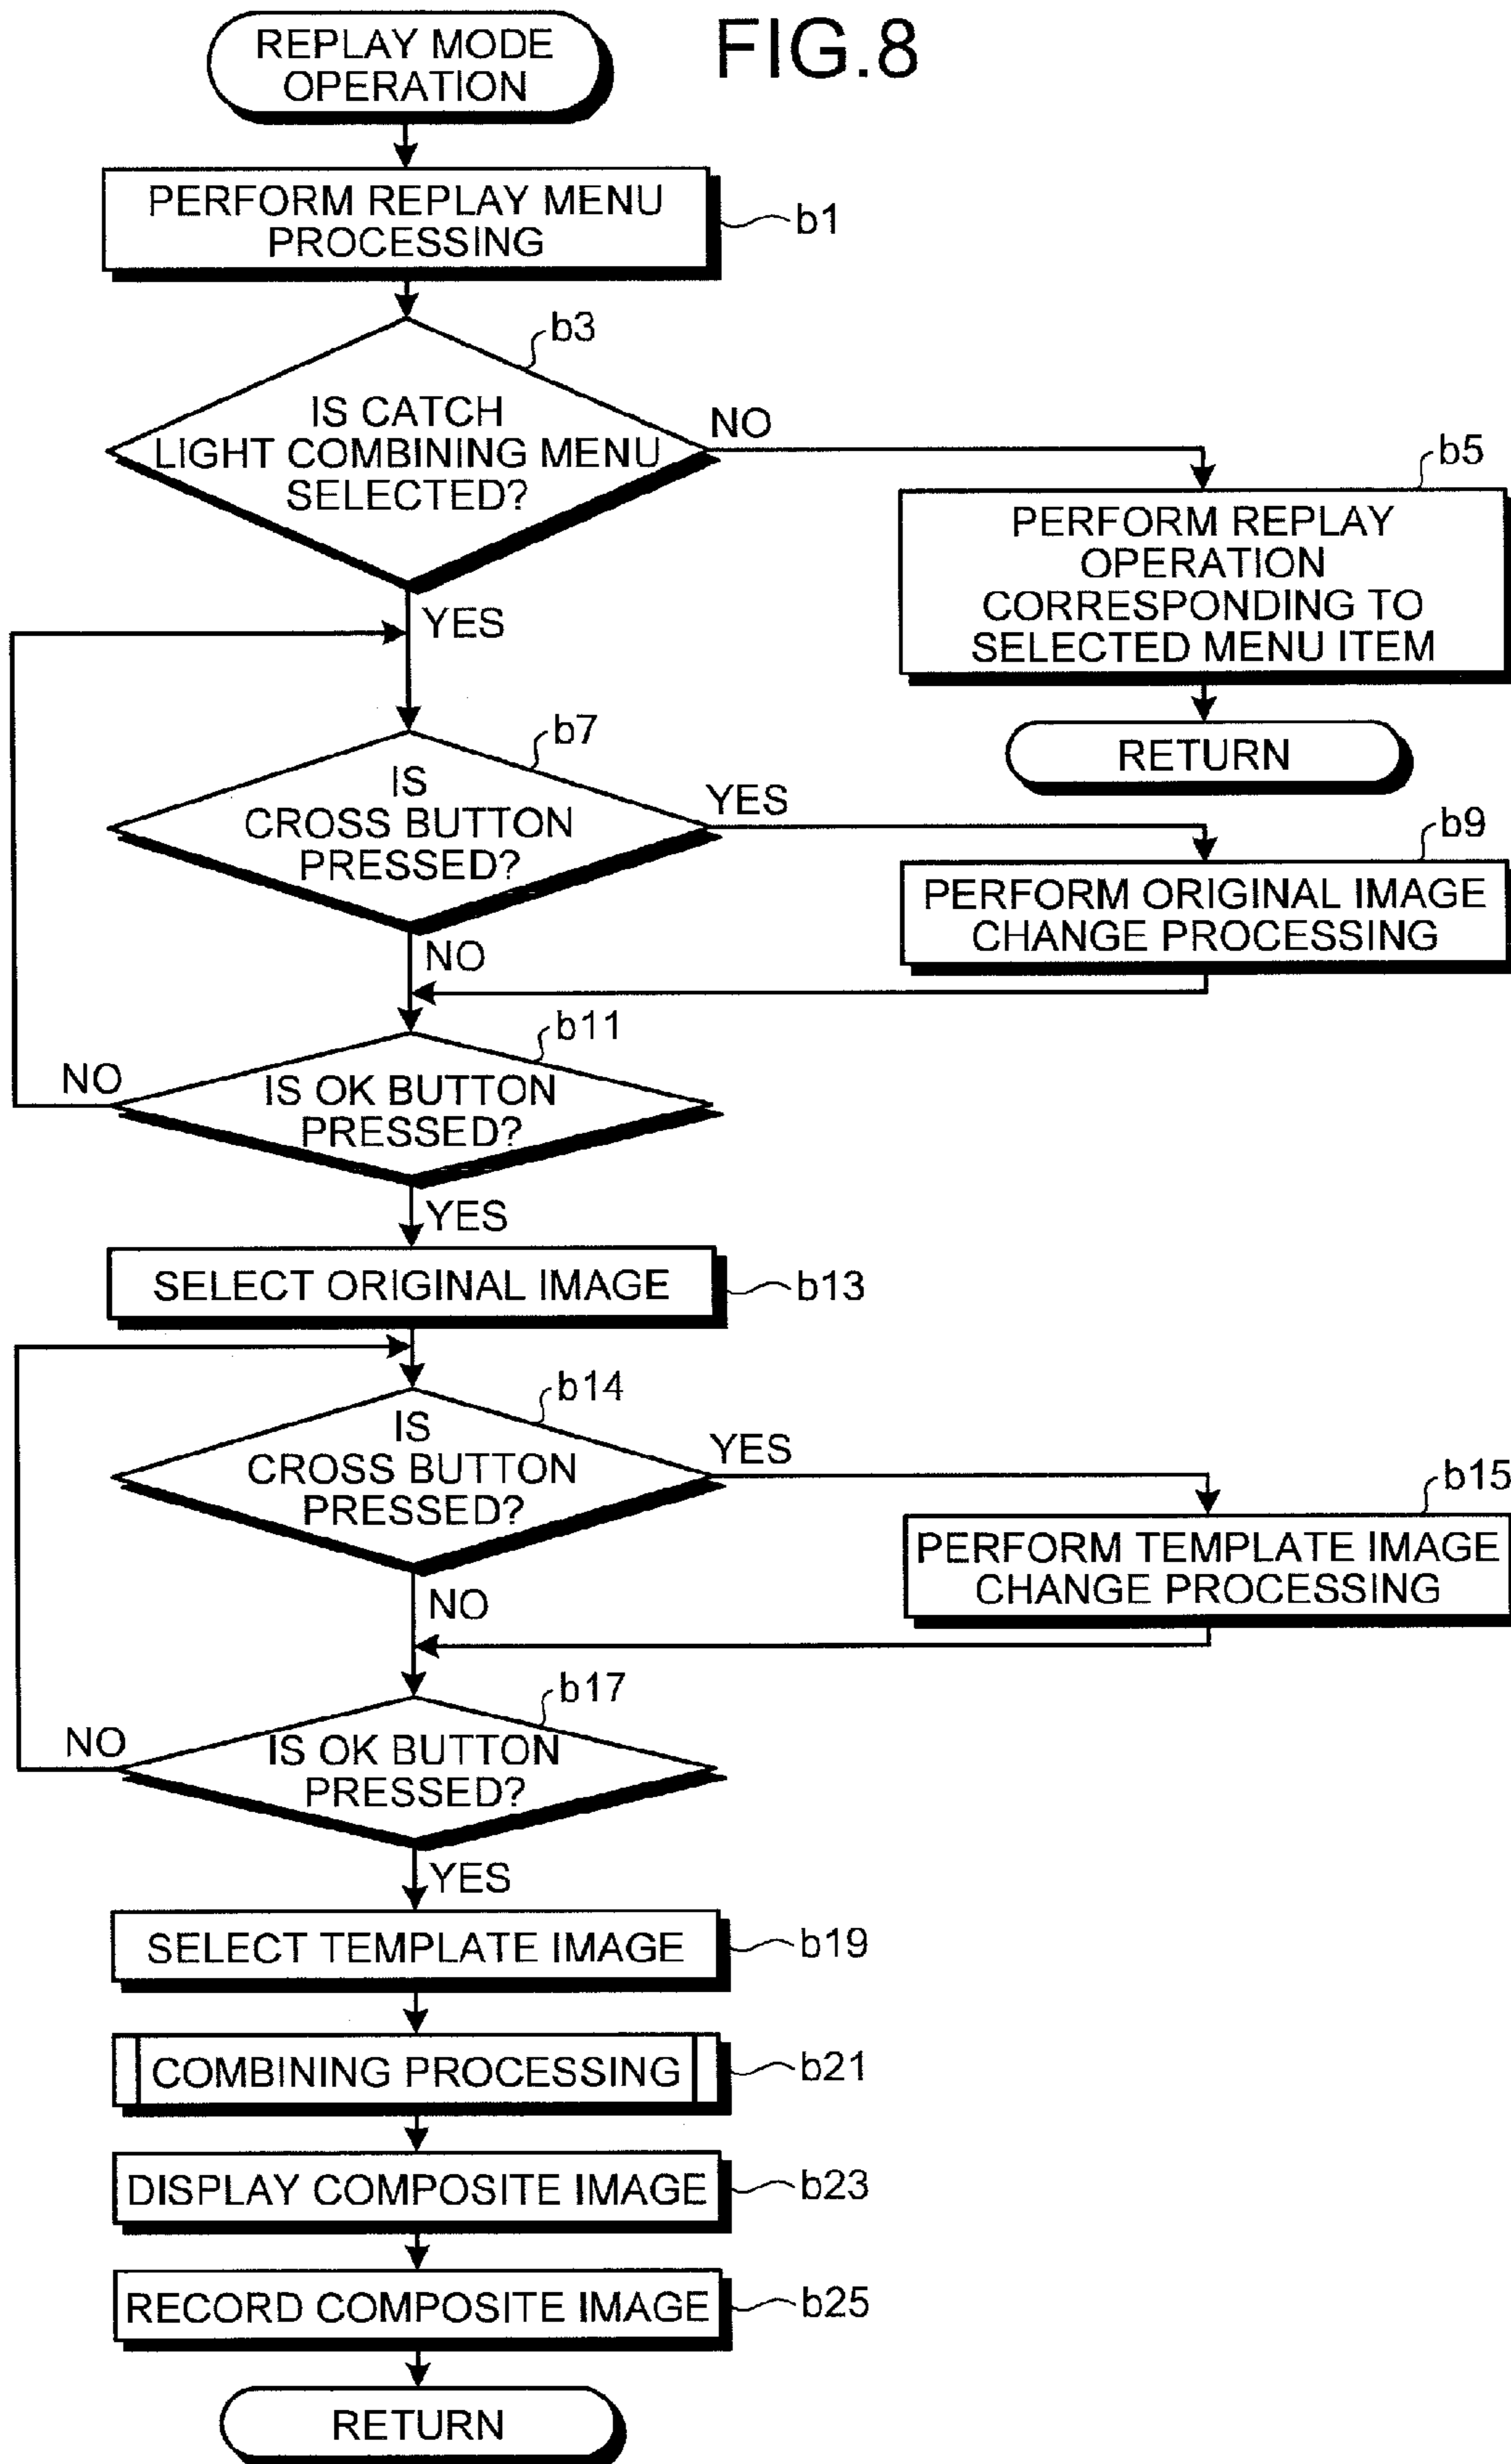 FIG.8
REPLAY MODE
OPERATION
PERFORM REPLAY MENU
PROCESSING
b1
b3
IS CATCH
LIGHT COMBINING MENU
SELECTED?
NO
YES
b5
PERFORM REPLAY
OPERATION
CORRESPONDING TO
SELECTED MENU ITEM
RETURN
b7
IS
CROSS BUTTON
PRESSED?
YES
NO
b9
PERFORM ORIGINAL IMAGE
CHANGE PROCESSING
b11
IS OK BUTTON
PRESSED?
NO
YES
SELECT ORIGINAL IMAGE
b13
b14
IS
CROSS BUTTON
PRESSED?
YES
NO
b15
PERFORM TEMPLATE IMAGE
CHANGE PROCESSING
b17
IS OK BUTTON
PRESSED?
NO
YES
SELECT TEMPLATE IMAGE
b19
COMBINING PROCESSING
b21
DISPLAY COMPOSITE IMAGE
b23
RECORD COMPOSITE IMAGE
b25
RETURN